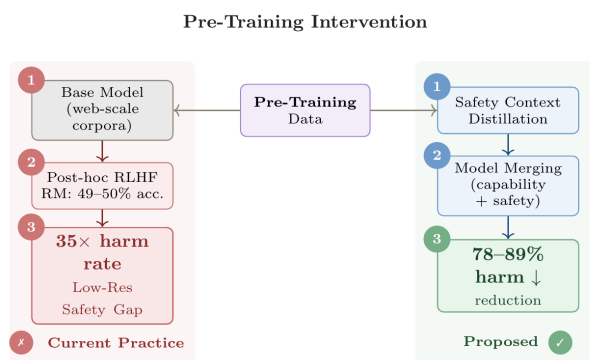 Pre-Training Intervention
1
Base Model
(web-scale
corpora)
2
Post-hoc RLHF
RM: 49–50% acc.
3
35× harm
rate
Low-Res
Safety Gap
✗ Current Practice
Pre-Training
Data
1
Safety Context
Distillation
2
Model Merging
(capability
+ safety)
3
78–89%
harm ↓
reduction
Proposed ✓